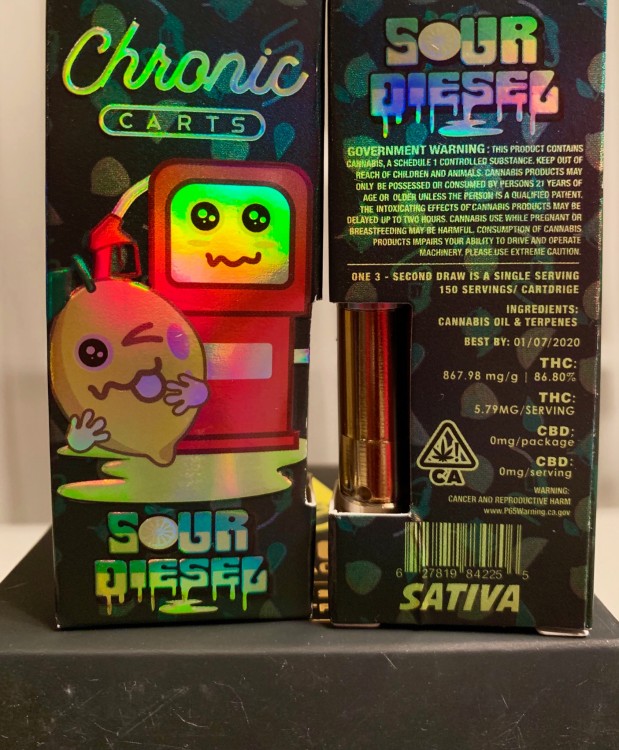 Chronic
CARTS
SOUR
DIESEL
SOUR
DIESEL
GOVERNMENT WARNING: THIS PRODUCT CONTAINS
CANNABIS, A SCHEDULE 1 CONTROLLED SUBSTANCE. KEEP OUT OF
REACH OF CHILDREN AND ANIMALS. CANNABIS PRODUCTS MAY
ONLY BE POSSESSED OR CONSUMED BY PERSONS 21 YEARS OF
AGE OR OLDER UNLESS THE PERSON IS A QUALIFIED PATIENT.
THE INTOXICATING EFFECTS OF CANNABIS PRODUCTS MAY BE
DELAYED UP TO TWO HOURS. CANNABIS USE WHILE PREGNANT OR
BREASTFEEDING MAY BE HARMFUL. CONSUMPTION OF CANNABIS
PRODUCTS IMPAIRS YOUR ABILITY TO DRIVE AND OPERATE
MACHINERY. PLEASE USE EXTREME CAUTION.
ONE 3 - SECOND DRAW IS A SINGLE SERVING
150 SERVINGS/ CARTDRIGE
INGREDIENTS:
CANNABIS OIL & TERPENES
BEST BY: 01/07/2020
THC:
867.98 mg/g | 86.80%
THC:
5.79MG/SERVING
CBD:
0mg/package
CBD:
0mg/serving
CA
WARNING:
CANCER AND REPRODUCTIVE HARM
www.P65Warning.ca.gov
6 27819 84225 5
SATIVA